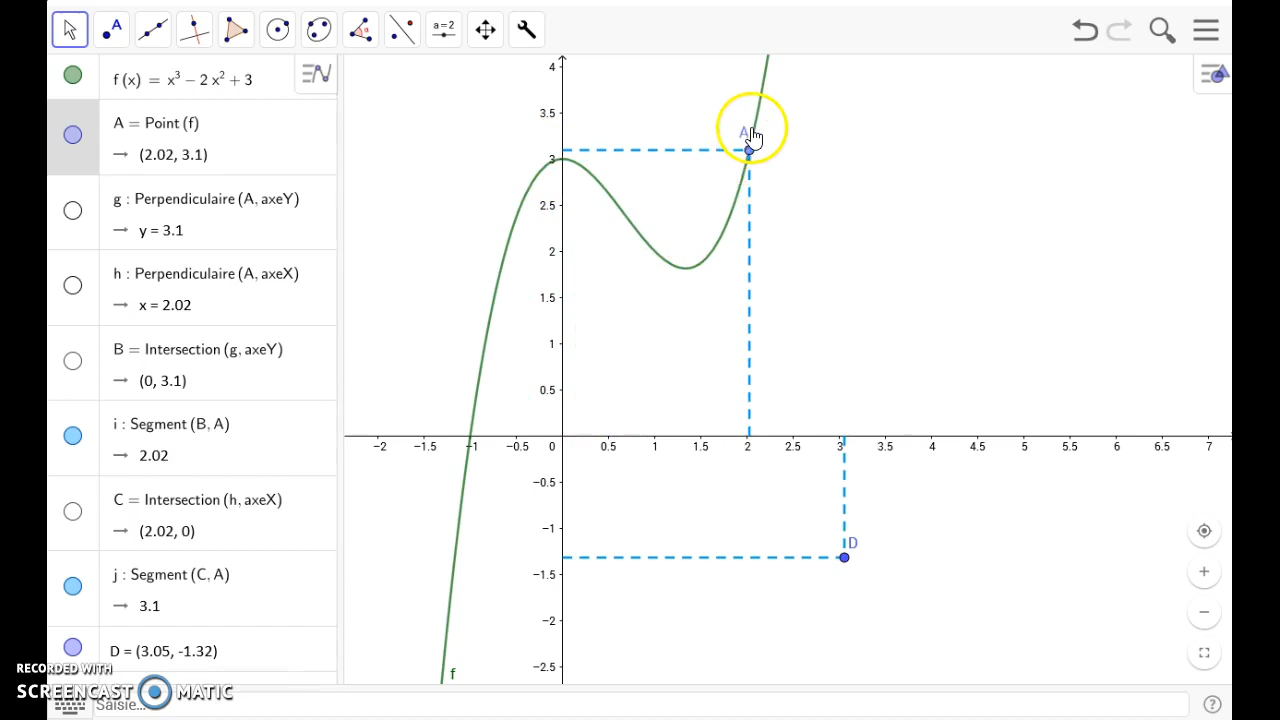 a=2
f(x) = x³ − 2 x² + 3
A = Point (f)
→ (2.02, 3.1)
g : Perpendiculaire (A, axeY)
→ y = 3.1
h : Perpendiculaire (A, axeX)
→ x = 2.02
B = Intersection (g, axeY)
→ (0, 3.1)
i : Segment (B, A)
→ 2.02
C = Intersection (h, axeX)
→ (2.02, 0)
j : Segment (C, A)
→ 3.1
D = (3.05, -1.32)
Saisie...
4
3.5
3
2.5
2
1.5
1
0.5
−0.5
−1
−1.5
−2
−2.5
−2 −1.5 −1 −0.5 0 0.5 1 1.5 2 2.5 3 3.5 4 4.5 5 5.5 6 6.5 7
A
D
f
RECORDED WITH
SCREENCAST MATIC